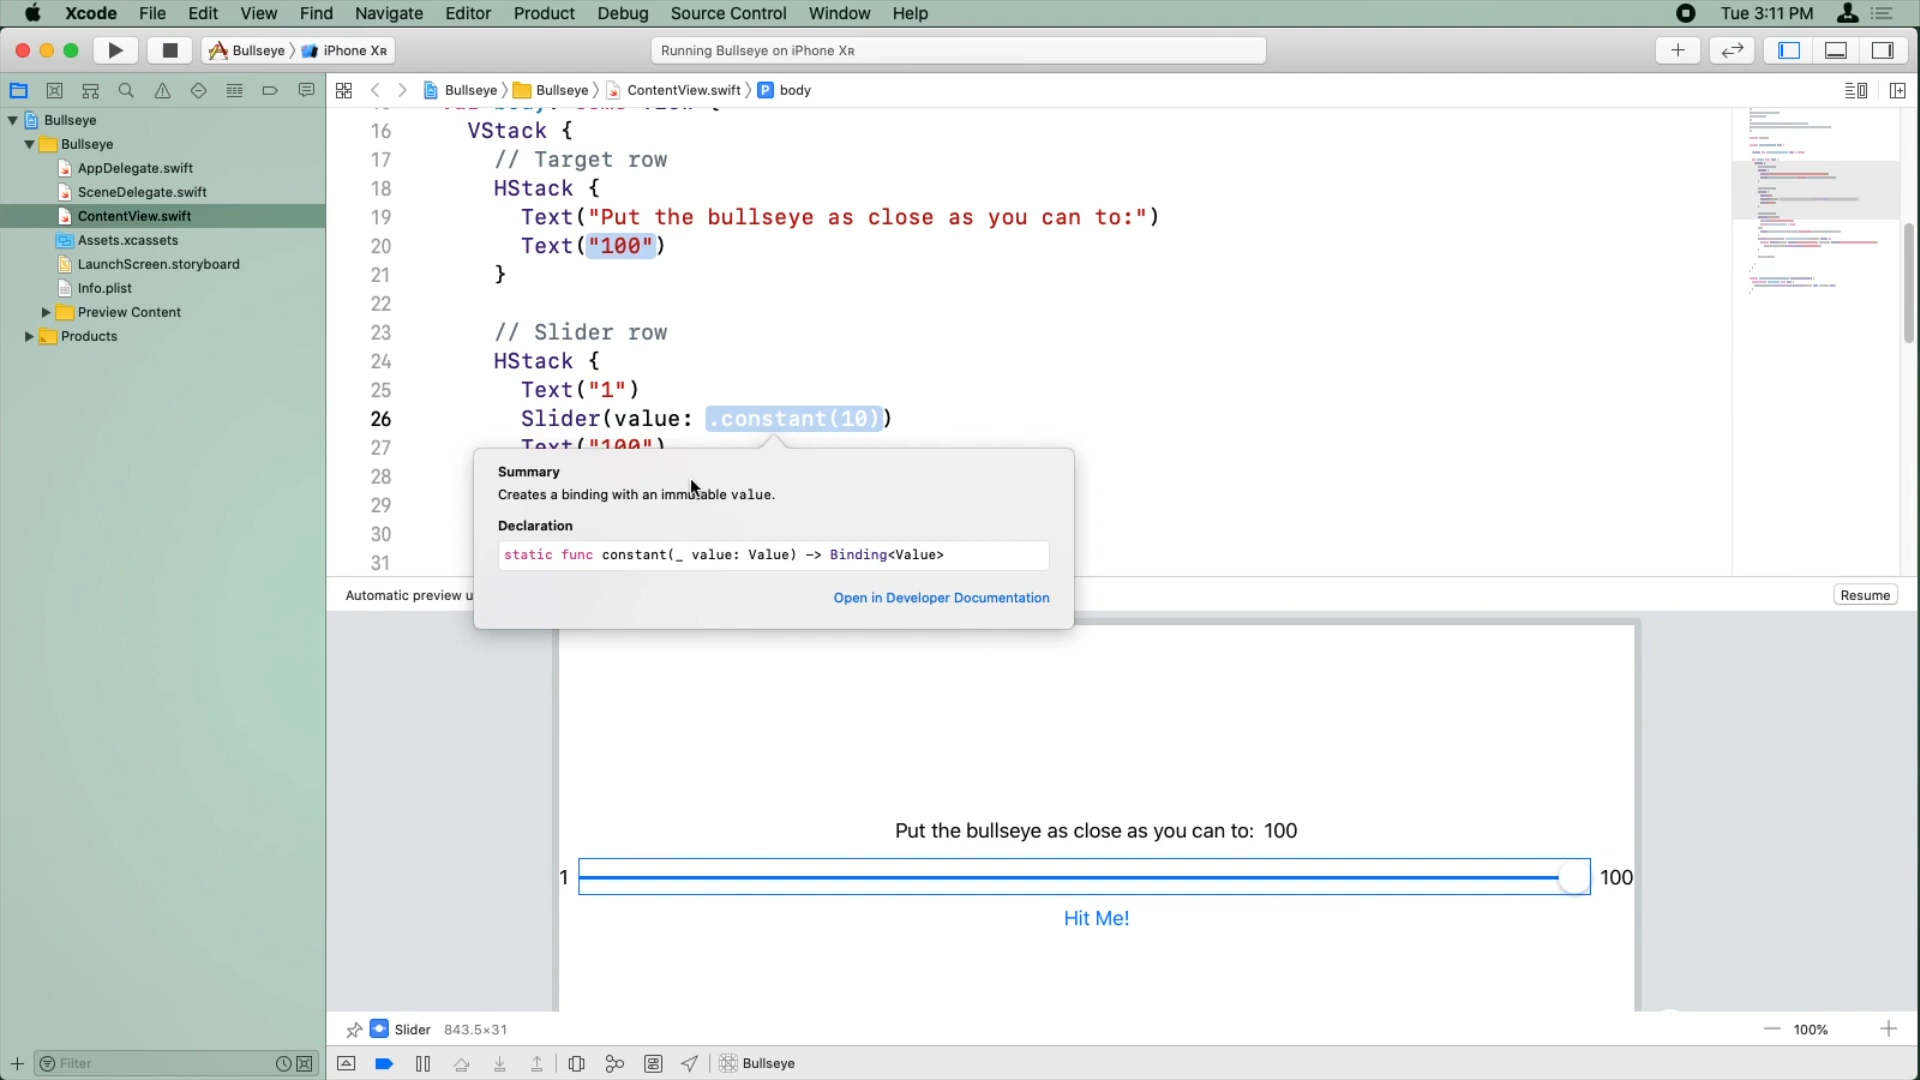 Xcode File Edit View Find Navigate Editor Product Debug Source Control Window Help
Tue 3:11 PM
Bullseye iPhone XR
Running Bullseye on iPhone XR
Bullseye Bullseye ContentView.swift body
Bullseye
Bullseye
AppDelegate.swift
SceneDelegate.swift
ContentView.swift
Assets.xcassets
LaunchScreen.storyboard
Info.plist
Preview Content
Products
16 VStack {
17 // Target row
18 HStack {
19 Text("Put the bullseye as close as you can to:")
20 Text("100")
21 }
22
23 // Slider row
24 HStack {
25 Text("1")
26 Slider(value: .constant(10))
27 Text("100")
28
29
30
31
Summary
Creates a binding with an immutable value.
Declaration
static func constant(_ value: Value) -> Binding<Value>
Open in Developer Documentation
Automatic preview
Resume
Put the bullseye as close as you can to: 100
1 100
Hit Me!
Slider 843.5×31
100%
Filter
Bullseye